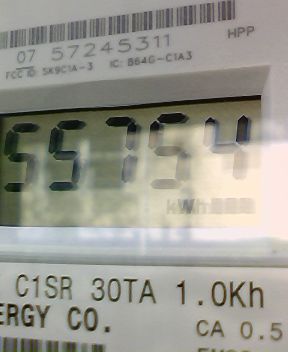 07 57245311
HPP
FCC ID: SK9C1A-3 IC: 864G-C1A3
55754
kWh
C1SR 30TA 1.0Kh
ERGY CO.
CA 0.5